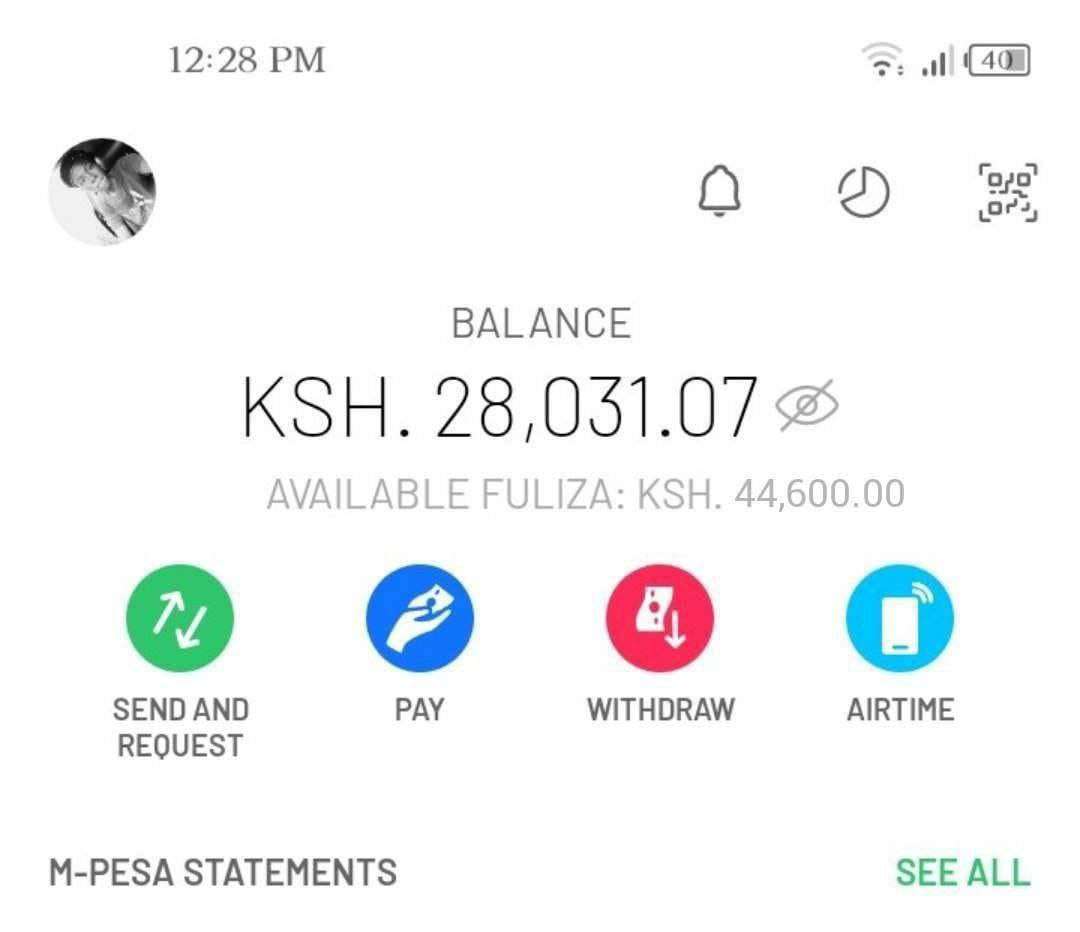 12:28 PM
40
BALANCE
KSH. 28,031.07
AVAILABLE FULIZA: KSH. 44,600.00
SEND AND
REQUEST
PAY
WITHDRAW
AIRTIME
M-PESA STATEMENTS
SEE ALL